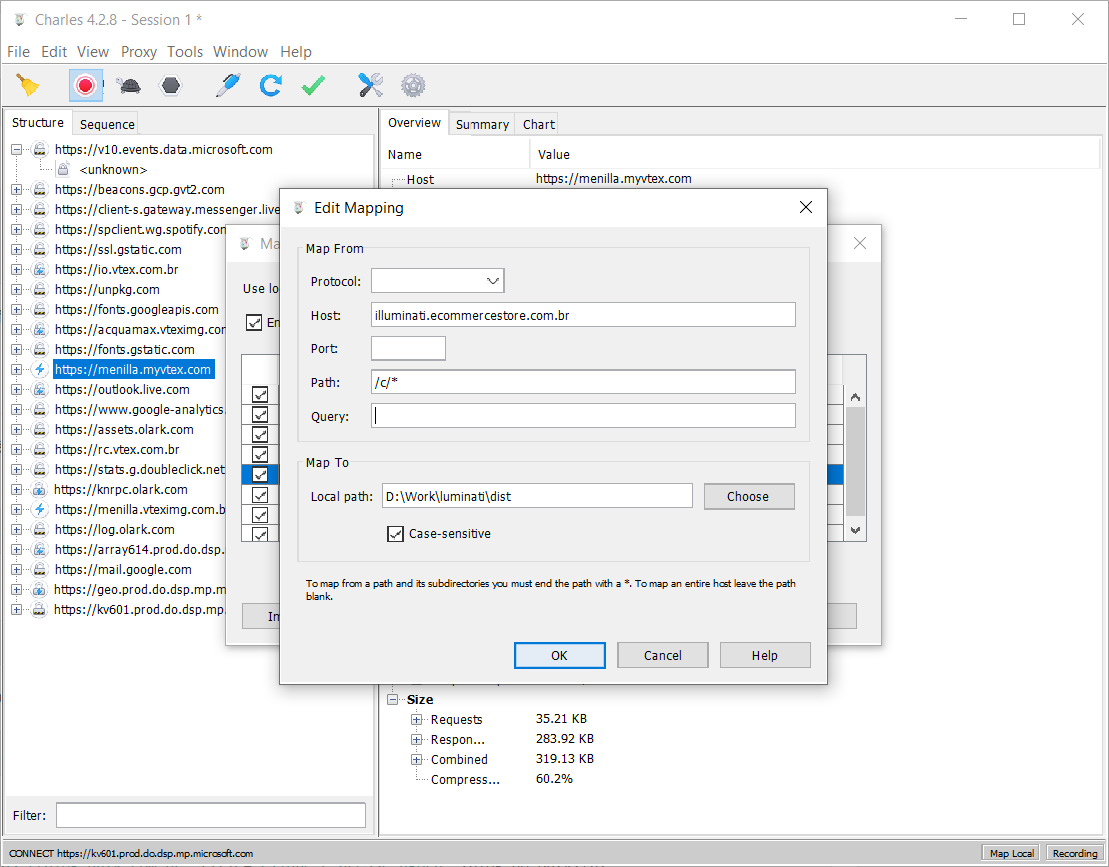 Charles 4.2.8 - Session 1 *
File Edit View Proxy Tools Window Help
Structure Sequence
https://v10.events.data.microsoft.com
<unknown>
https://beacons.gcp.gvt2.com
https://client-s.gateway.messenger.live
https://spclient.wg.spotify.com
https://ssl.gstatic.com
https://io.vtex.com.br
https://unpkg.com
https://fonts.googleapis.com
https://acquamax.vteximg.cor
https://fonts.gstatic.com
https://menilla.myvtex.com
https://outlook.live.com
https://www.google-analytics.
https://assets.olark.com
https://rc.vtex.com.br
https://stats.g.doubleclick.net
https://knrpc.olark.com
https://menilla.vteximg.com.b
https://log.olark.com
https://array614.prod.do.dsp.
https://mail.google.com
https://geo.prod.do.dsp.mp.m
https://kv601.prod.do.dsp.mp.
Filter:
Overview Summary Chart
Name Value
Host https://menilla.myvtex.com
Ma
Use lo
En
In
Edit Mapping
Map From
Protocol:
Host: illuminati.ecommercestore.com.br
Port:
Path: /c/*
Query:
Map To
Local path: D:\Work\luminati\dist Choose
Case-sensitive
To map from a path and its subdirectories you must end the path with a *. To map an entire host leave the path
blank.
OK Cancel Help
Size
Requests 35.21 KB
Respon... 283.92 KB
Combined 319.13 KB
Compress... 60.2%
CONNECT https://kv601.prod.do.dsp.mp.microsoft.com Map Local Recording